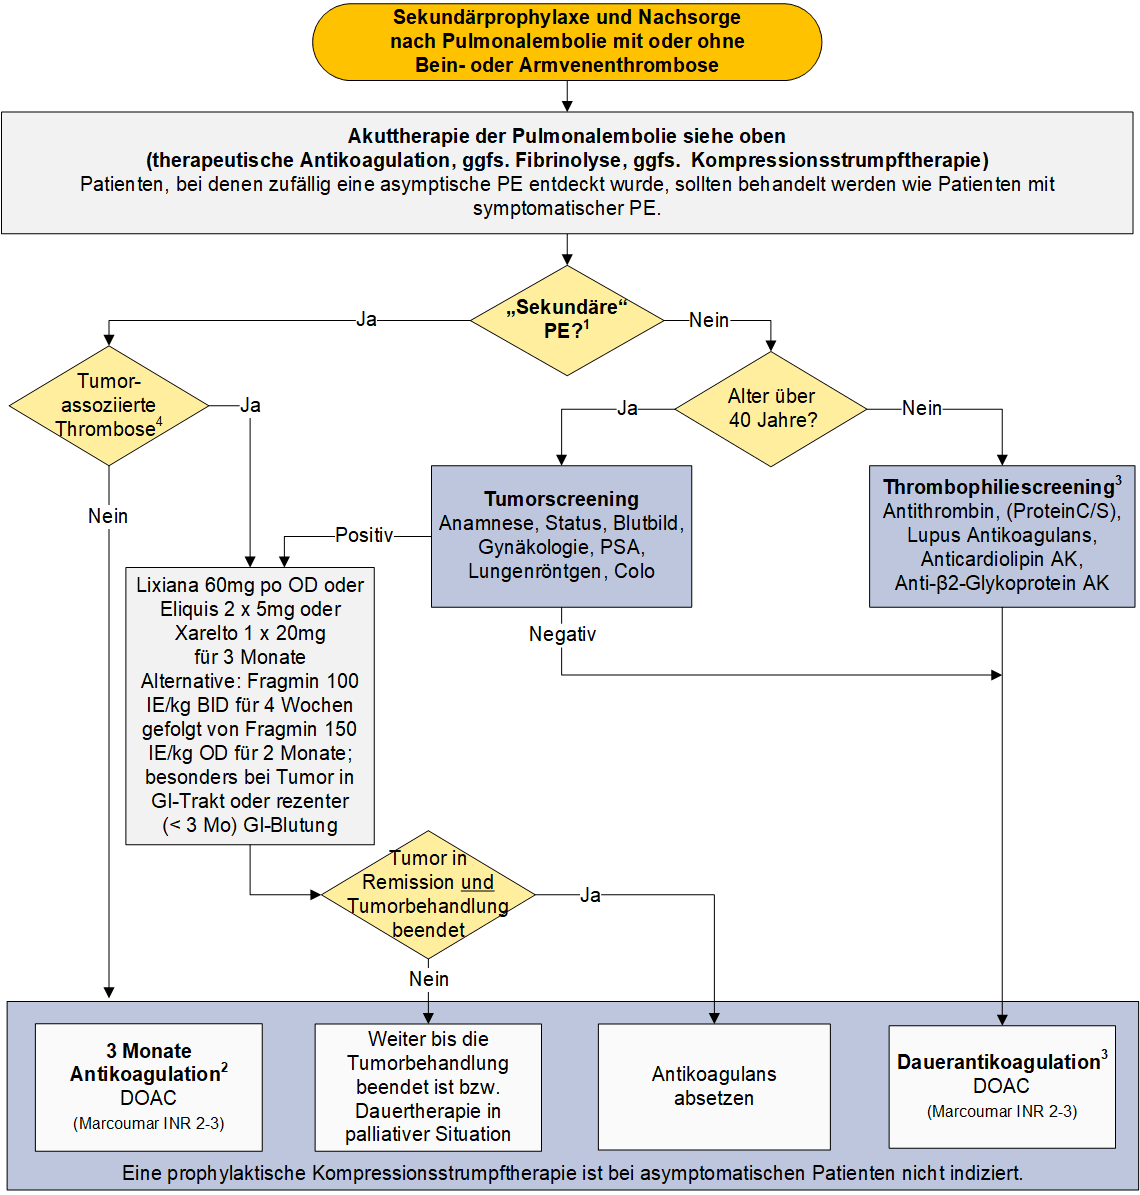 Sekundärprophylaxe und Nachsorge
nach Pulmonalembolie mit oder ohne
Bein- oder Armvenenthrombose
Akuttherapie der Pulmonalembolie siehe oben
(therapeutische Antikoagulation, ggfs. Fibrinolyse, ggfs. Kompressionsstrumpftherapie)
Patienten, bei denen zufällig eine asymptische PE entdeckt wurde, sollten behandelt werden wie Patienten mit
symptomatischer PE.
„Sekundäre“
PE?¹
Ja
Nein
Tumor-
assoziierte
Thrombose⁴
Ja
Nein
Alter über
40 Jahre?
Ja
Nein
Tumorscreening
Anamnese, Status, Blutbild,
Gynäkologie, PSA,
Lungenröntgen, Colo
Positiv
Negativ
Thrombophiliescreening³
Antithrombin, (ProteinC/S),
Lupus Antikoagulans,
Anticardiolipin AK,
Anti-β2-Glykoprotein AK
Lixiana 60mg po OD oder
Eliquis 2 x 5mg oder
Xarelto 1 x 20mg
für 3 Monate
Alternative: Fragmin 100
IE/kg BID für 4 Wochen
gefolgt von Fragmin 150
IE/kg OD für 2 Monate;
besonders bei Tumor in
GI-Trakt oder rezenter
(< 3 Mo) GI-Blutung
Tumor in
Remission und
Tumorbehandlung
beendet
Ja
Nein
3 Monate
Antikoagulation²
DOAC
(Marcoumar INR 2-3)
Weiter bis die
Tumorbehandlung
beendet ist bzw.
Dauertherapie in
palliativer Situation
Antikoagulans
absetzen
Dauerantikoagulation³
DOAC
(Marcoumar INR 2-3)
Eine prophylaktische Kompressionsstrumpftherapie ist bei asymptomatischen Patienten nicht indiziert.